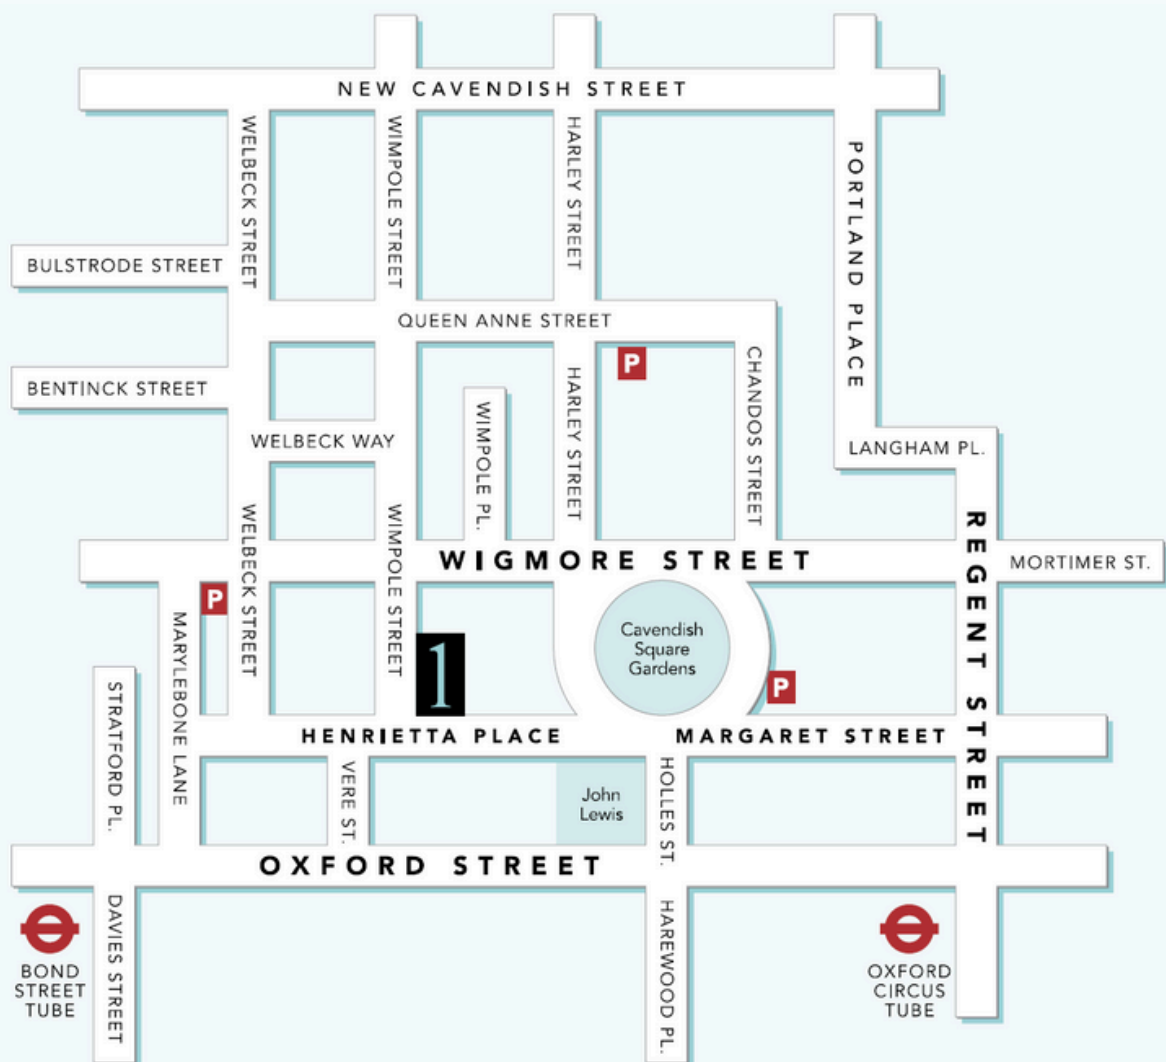 NEW CAVENDISH STREET
WELBECK STREET
WIMPOLE STREET
HARLEY STREET
PORTLAND PLACE
BULSTRODE STREET
QUEEN ANNE STREET
P
BENTINCK STREET
CHANDOS STREET
HARLEY STREET
WIMPOLE PL.
WELBECK WAY
LANGHAM PL.
WELBECK STREET
WIMPOLE STREET
WIGMORE STREET
REGENT STREET
MORTIMER ST.
P
MARYLEBONE LANE
1
Cavendish
Square
Gardens
P
STRATFORD PL.
HENRIETTA PLACE
MARGARET STREET
VERE ST.
John
Lewis
HOLLES ST.
OXFORD STREET
DAVIES STREET
HAREWOOD PL.
BOND
STREET
TUBE
OXFORD
CIRCUS
TUBE